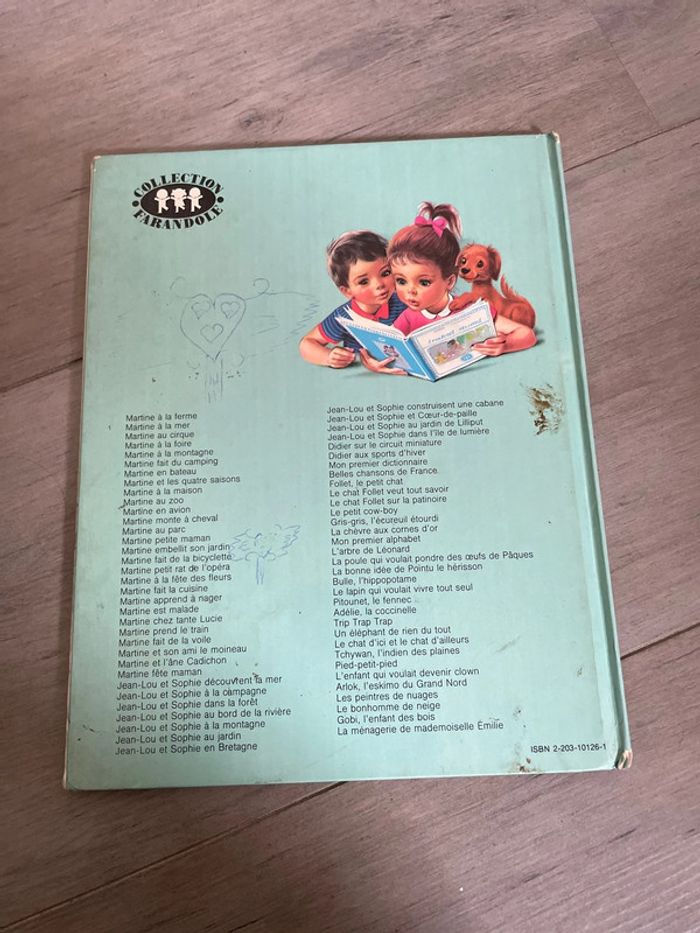 COLLECTION
FARANDOLE
Martine à la ferme
Martine à la mer
Martine au cirque
Martine à la foire
Martine à la montagne
Martine fait du camping
Martine en bateau
Martine et les quatre saisons
Martine à la maison
Martine au zoo
Martine en avion
Martine monte à cheval
Martine au parc
Martine petite maman
Martine embellit son jardin
Martine fait de la bicyclette
Martine petit rat de l'opéra
Martine à la fête des fleurs
Martine fait la cuisine
Martine apprend à nager
Martine est malade
Martine chez tante Lucie
Martine prend le train
Martine fait de la voile
Martine et son ami le moineau
Martine et l'âne Cadichon
Martine fête maman
Jean-Lou et Sophie découvrent la mer
Jean-Lou et Sophie à la campagne
Jean-Lou et Sophie dans la forêt
Jean-Lou et Sophie au bord de la rivière
Jean-Lou et Sophie à la montagne
Jean-Lou et Sophie au jardin
Jean-Lou et Sophie en Bretagne
Jean-Lou et Sophie construisent une cabane
Jean-Lou et Sophie et Cœur-de-paille
Jean-Lou et Sophie au jardin de Lilliput
Jean-Lou et Sophie dans l'île de lumière
Didier sur le circuit miniature
Didier aux sports d'hiver
Mon premier dictionnaire
Belles chansons de France
Follet, le petit chat
Le chat Follet veut tout savoir
Le chat Follet sur la patinoire
Le petit cow-boy
Gris-gris, l'écureuil étourdi
La chèvre aux cornes d'or
Mon premier alphabet
L'arbre de Léonard
La poule qui voulait pondre des œufs de Pâques
La bonne idée de Pointu le hérisson
Bulle, l'hippopotame
Le lapin qui voulait vivre tout seul
Pitounet, le fennec
Adélie, la coccinelle
Trip Trap Trap
Un éléphant de rien du tout
Le chat d'ici et le chat d'ailleurs
Tchywan, l'indien des plaines
Pied-petit-pied
L'enfant qui voulait devenir clown
Arlok, l'eskimo du Grand Nord
Les peintres de nuages
Le bonhomme de neige
Gobi, l'enfant des bois
La ménagerie de mademoiselle Émilie
ISBN 2-203-10126-1